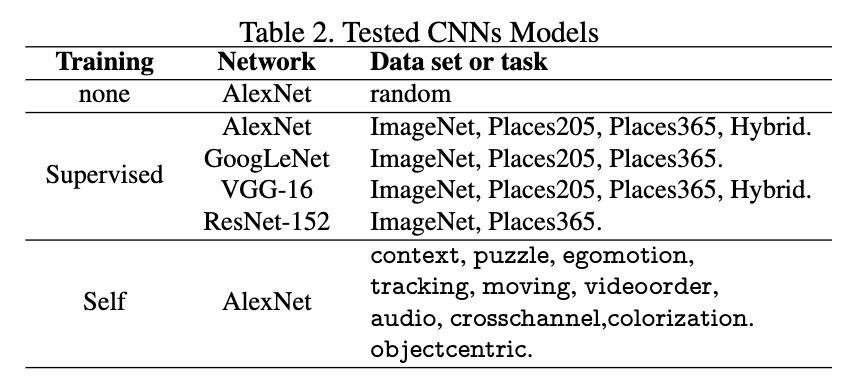 Table 2. Tested CNNs Models
Training Network Data set or task
none AlexNet random
AlexNet ImageNet, Places205, Places365, Hybrid.
GoogLeNet ImageNet, Places205, Places365.
Supervised
VGG-16 ImageNet, Places205, Places365, Hybrid.
ResNet-152 ImageNet, Places365.
context, puzzle, egomotion,
tracking, moving, videoorder,
Self AlexNet
audio, crosschannel,colorization.
objectcentric.